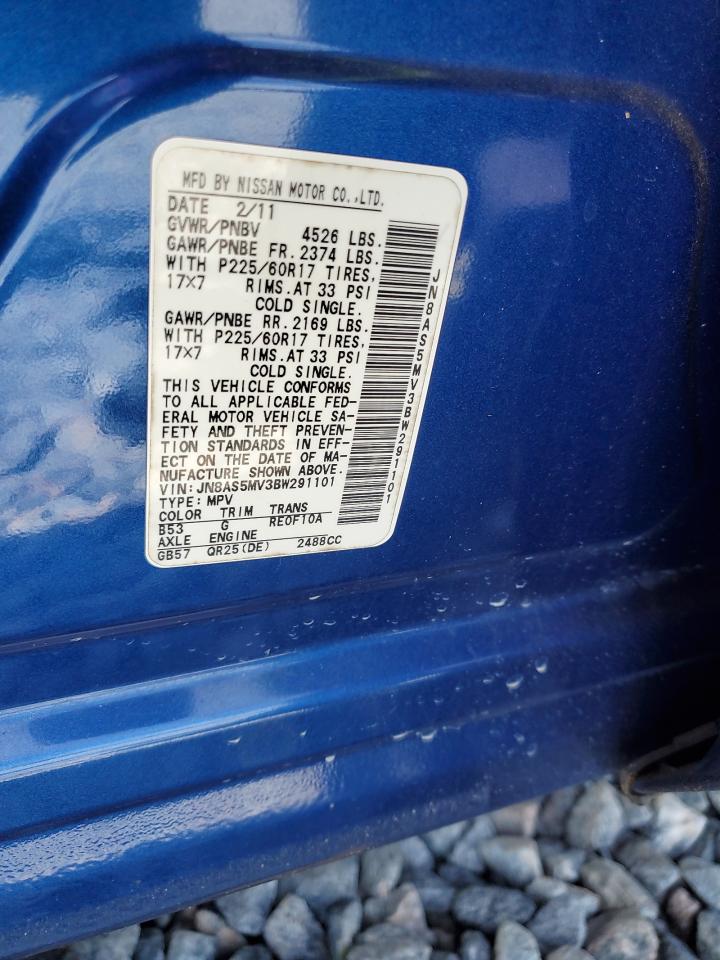 MFD BY NISSAN MOTOR CO.,LTD.
DATE 2/11
GVWR/PNBV 4526 LBS.
GAWR/PNBE FR. 2374 LBS.
WITH P225/60R17 TIRES,
17X7 RIMS.AT 33 PSI
COLD SINGLE.
GAWR/PNBE RR. 2169 LBS.
WITH P225/60R17 TIRES,
17X7 RIMS.AT 33 PSI
COLD SINGLE.
THIS VEHICLE CONFORMS
TO ALL APPLICABLE FED-
ERAL MOTOR VEHICLE SA-
FETY AND THEFT PREVEN-
TION STANDARDS IN EFF-
ECT ON THE DATE OF MA-
NUFACTURE SHOWN ABOVE.
VIN: JN8AS5MV3BW291101
TYPE: MPV
COLOR TRIM TRANS
B53 G RE0F10A
AXLE ENGINE
GB57 QR25(DE) 2488CC
JN8AS5MV3BW291101